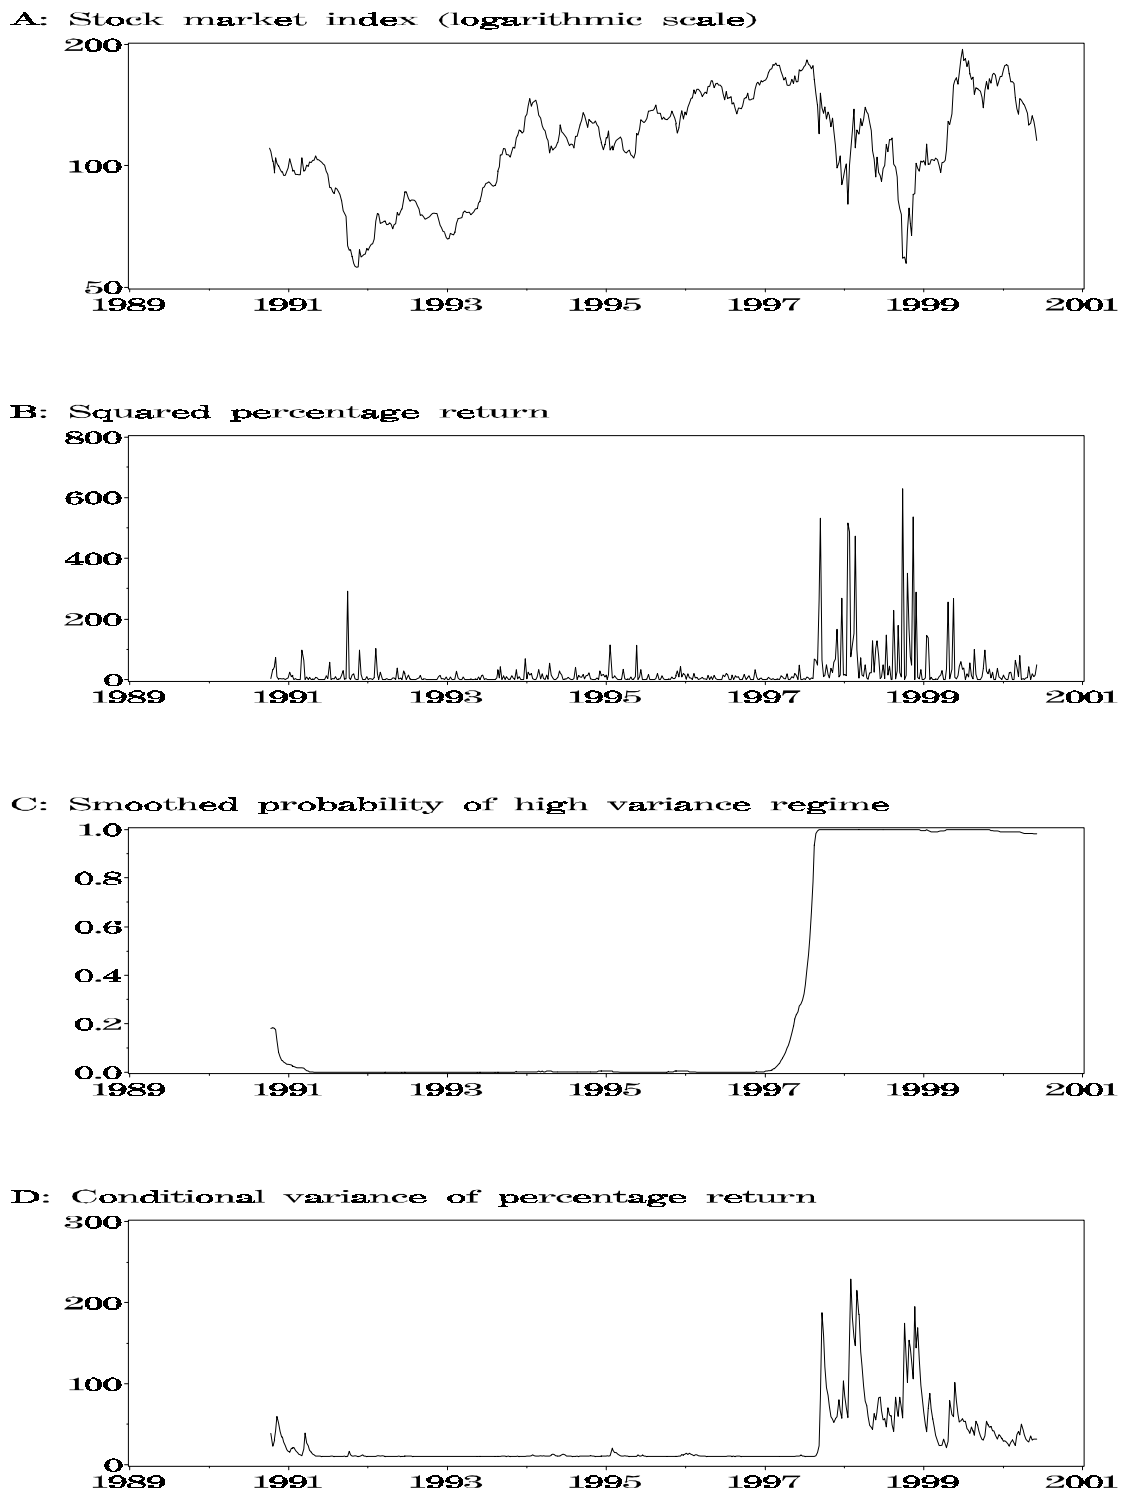 A: Stock market index (logarithmic scale)
200
100
50
1989 1991 1993 1995 1997 1999 2001
B: Squared percentage return
800
600
400
200
0
1989 1991 1993 1995 1997 1999 2001
C: Smoothed probability of high variance regime
1.0
0.8
0.6
0.4
0.2
0.0
1989 1991 1993 1995 1997 1999 2001
D: Conditional variance of percentage return
300
200
100
0
1989 1991 1993 1995 1997 1999 2001